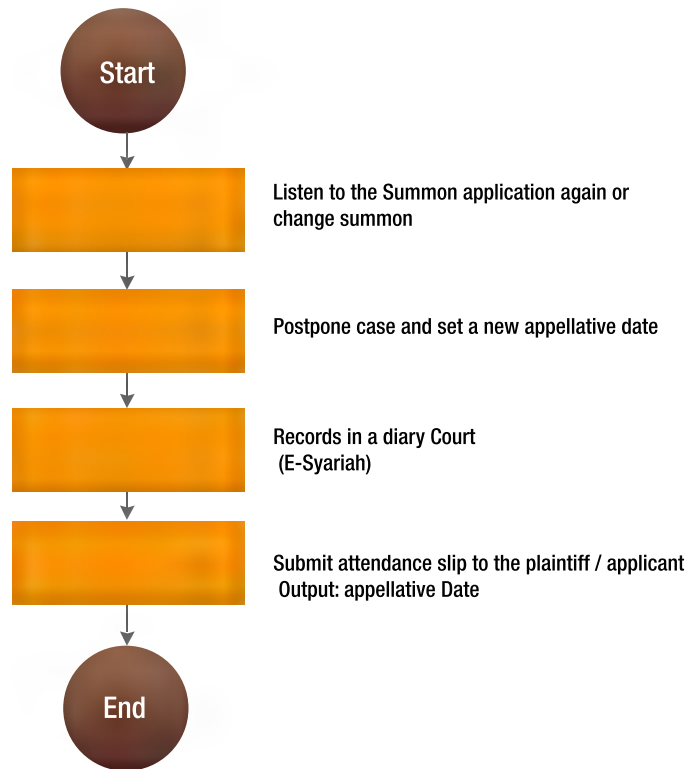 Start
Listen to the Summon application again or
change summon
Postpone case and set a new appellative date
Records in a diary Court
(E-Syariah)
Submit attendance slip to the plaintiff / applicant
Output: appellative Date
End